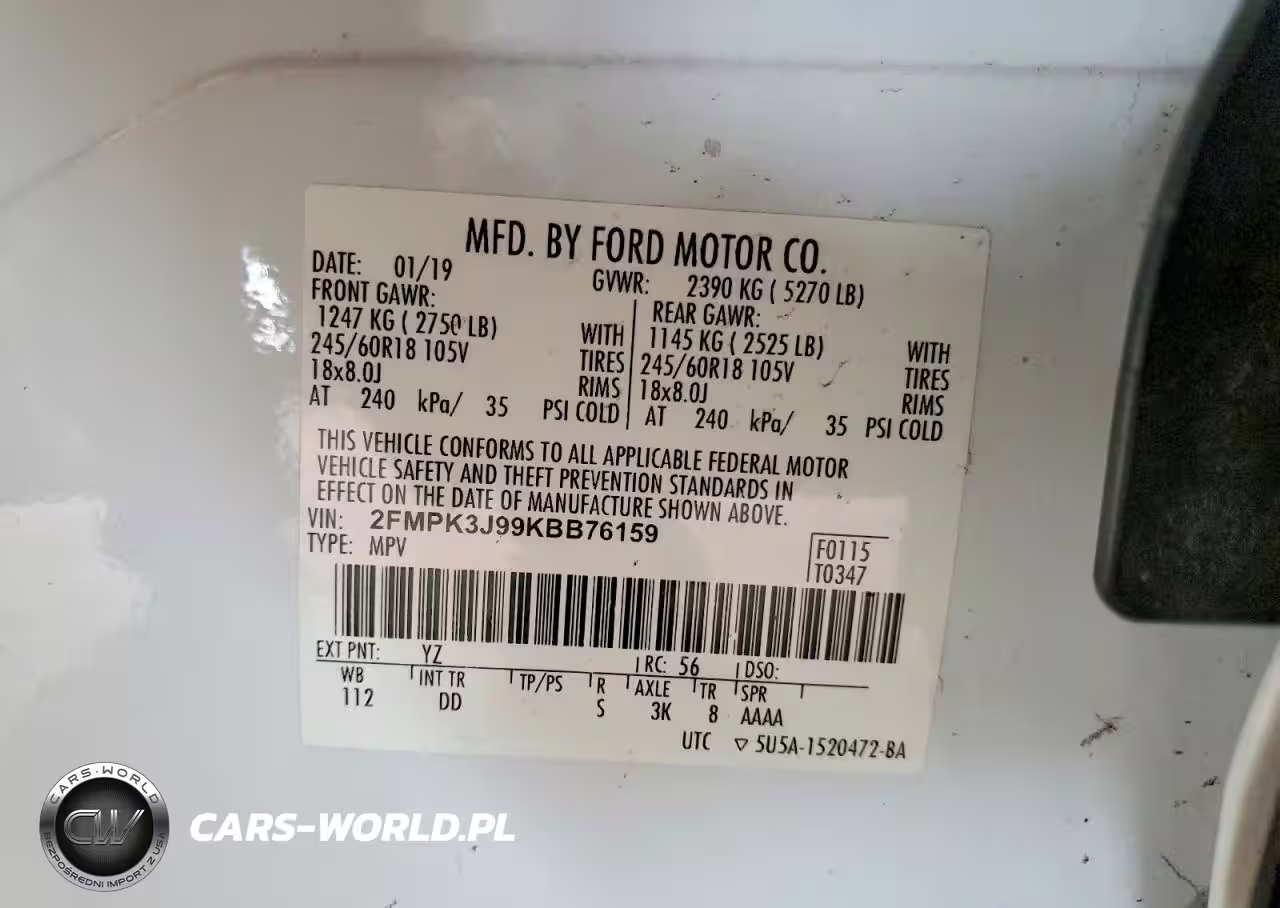 MFD. BY FORD MOTOR CO.
DATE: 01/19 GVWR: 2390 KG ( 5270 LB)
FRONT GAWR: REAR GAWR:
1247 KG ( 2750 LB) WITH 1145 KG ( 2525 LB) WITH
245/60R18 105V TIRES 245/60R18 105V TIRES
18x8.0J RIMS 18x8.0J RIMS
AT 240 kPa/ 35 PSI COLD AT 240 kPa/ 35 PSI COLD
THIS VEHICLE CONFORMS TO ALL APPLICABLE FEDERAL MOTOR
VEHICLE SAFETY AND THEFT PREVENTION STANDARDS IN
EFFECT ON THE DATE OF MANUFACTURE SHOWN ABOVE.
VIN: 2FMPK3J99KBB76159
TYPE: MPV
F0115
T0347
EXT PNT: YZ RC: 56 DSO:
WB INT TR TP/PS R AXLE TR SPR
112 DD S 3K 8 AAAA
UTC ▽ 5U5A-1520472-BA
CARS-WORLD
CW
BEZPOŚREDNI IMPORT Z USA
CARS-WORLD.PL